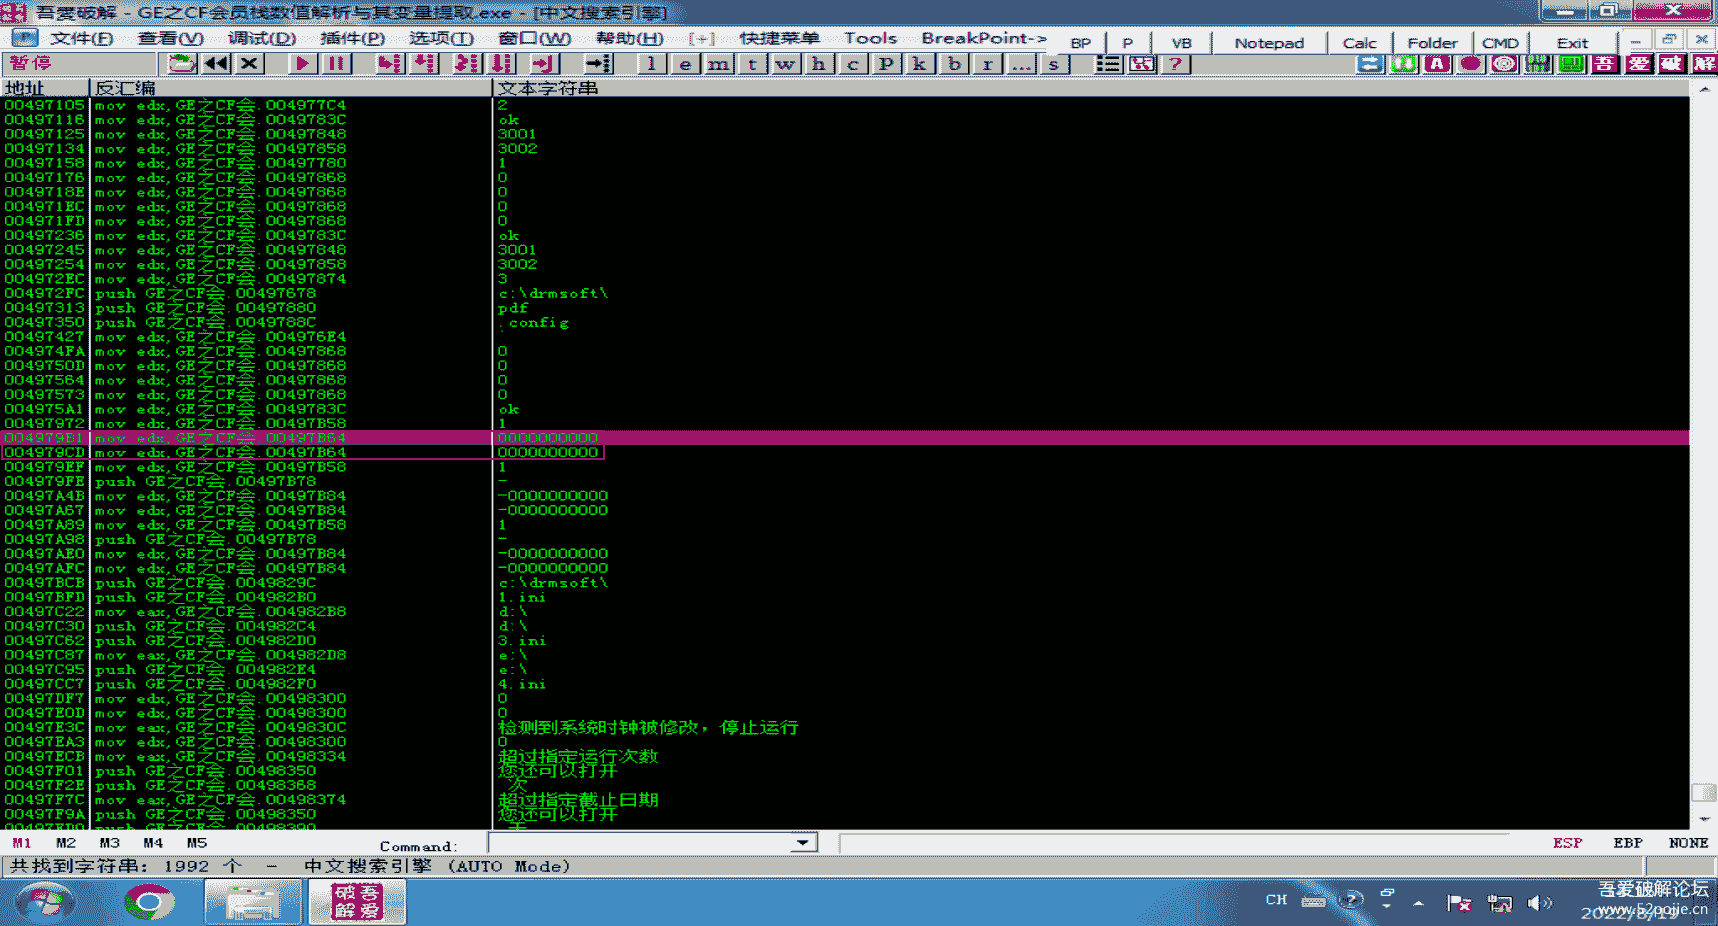 吾爱破解 - GE之CF会员栈数值解析与其变量提取.exe - [中文搜索引擎]
文件(F) 查看(V) 调试(D) 插件(P) 选项(T) 窗口(W) 帮助(H) [+] 快捷菜单 Tools BreakPoint-> BP P VB Notepad Calc Folder CMD Exit
暂停 l e m t w h c P k b r ... s ? A 吾 爱 破 解
地址 反汇编 文本字符串
00497105 mov edx,GE之CF会.004977C4 2
00497116 mov edx,GE之CF会.0049783C ok
00497125 mov edx,GE之CF会.00497848 3001
00497134 mov edx,GE之CF会.00497858 3002
00497158 mov edx,GE之CF会.00497780 1
00497176 mov edx,GE之CF会.00497868 0
0049718E mov edx,GE之CF会.00497868 0
004971EC mov edx,GE之CF会.00497868 0
004971FD mov edx,GE之CF会.00497868 0
00497236 mov edx,GE之CF会.0049783C ok
00497245 mov edx,GE之CF会.00497848 3001
00497254 mov edx,GE之CF会.00497858 3002
004972EC mov edx,GE之CF会.00497874 3
004972FC push GE之CF会.00497678 c:\drmsoft\
00497313 push GE之CF会.00497880 pdf
00497350 push GE之CF会.0049788C .config
00497427 mov edx,GE之CF会.004976E4
004974FA mov edx,GE之CF会.00497868 0
0049750D mov edx,GE之CF会.00497868 0
00497564 mov edx,GE之CF会.00497868 0
00497573 mov edx,GE之CF会.00497868 0
004975A1 mov edx,GE之CF会.0049783C ok
00497972 mov edx,GE之CF会.00497B58 1
004979B1 mov edx,GE之CF会.00497B64 0000000000
004979CD mov edx,GE之CF会.00497B64 0000000000
004979EF mov edx,GE之CF会.00497B58 1
004979FE push GE之CF会.00497B78 -
00497A4B mov edx,GE之CF会.00497B84 -0000000000
00497A67 mov edx,GE之CF会.00497B84 -0000000000
00497A89 mov edx,GE之CF会.00497B58 1
00497A98 push GE之CF会.00497B78 -
00497AE0 mov edx,GE之CF会.00497B84 -0000000000
00497AFC mov edx,GE之CF会.00497B84 -0000000000
00497BCB push GE之CF会.0049829C c:\drmsoft\
00497BFD push GE之CF会.004982B0 1.ini
00497C22 mov eax,GE之CF会.004982B8 d:\
00497C30 push GE之CF会.004982C4 d:\
00497C62 push GE之CF会.004982D0 3.ini
00497C87 mov eax,GE之CF会.004982D8 e:\
00497C95 push GE之CF会.004982E4 e:\
00497CC7 push GE之CF会.004982F0 4.ini
00497DF7 mov edx,GE之CF会.00498300 0
00497E0D mov edx,GE之CF会.00498300 0
00497E3C mov eax,GE之CF会.0049830C 检测到系统时钟被修改，停止运行
00497EA3 mov edx,GE之CF会.00498300 0
00497ECB mov eax,GE之CF会.00498334 超过指定运行次数
00497F01 push GE之CF会.00498350 您还可以打开
00497F2E push GE之CF会.00498368 次
00497F7C mov eax,GE之CF会.00498374 超过指定截止日期
00497F9A push GE之CF会.00498350 您还可以打开
M1 M2 M3 M4 M5 Command: ESP EBP NONE
共找到字符串: 1992 个 - 中文搜索引擎 (AUTO Mode)
破吾
解爱
CH
吾爱破解论坛
www.52pojie.cn